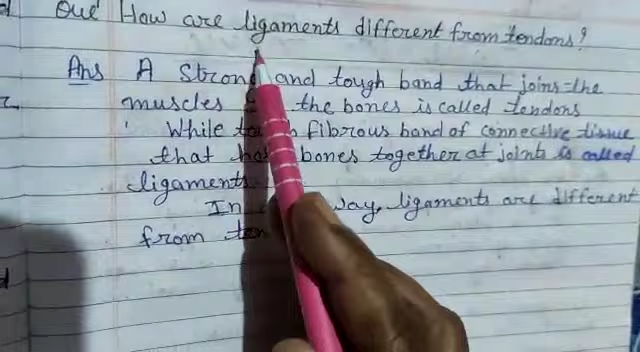 Que How are ligaments different from tendons?
Ans A strong and tough band that joins the
muscles the bones is called tendons
While fibrous band of connective tissue
that bones together at joints is called
ligaments.
In way, ligaments are different
from